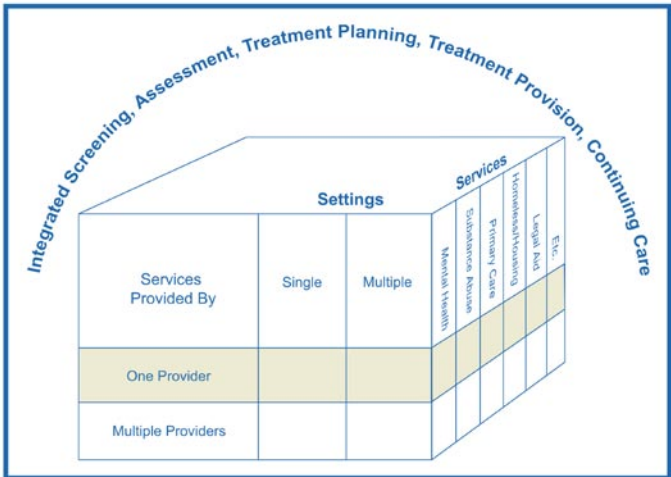 Integrated Screening, Assessment, Treatment Planning, Treatment Provision, Continuing Care
Settings
Services
Services
Provided By
Single
Multiple
Mental Health
Substance Abuse
Primary Care
Homeless/Housing
Legal Aid
Etc.
One Provider
Multiple Providers